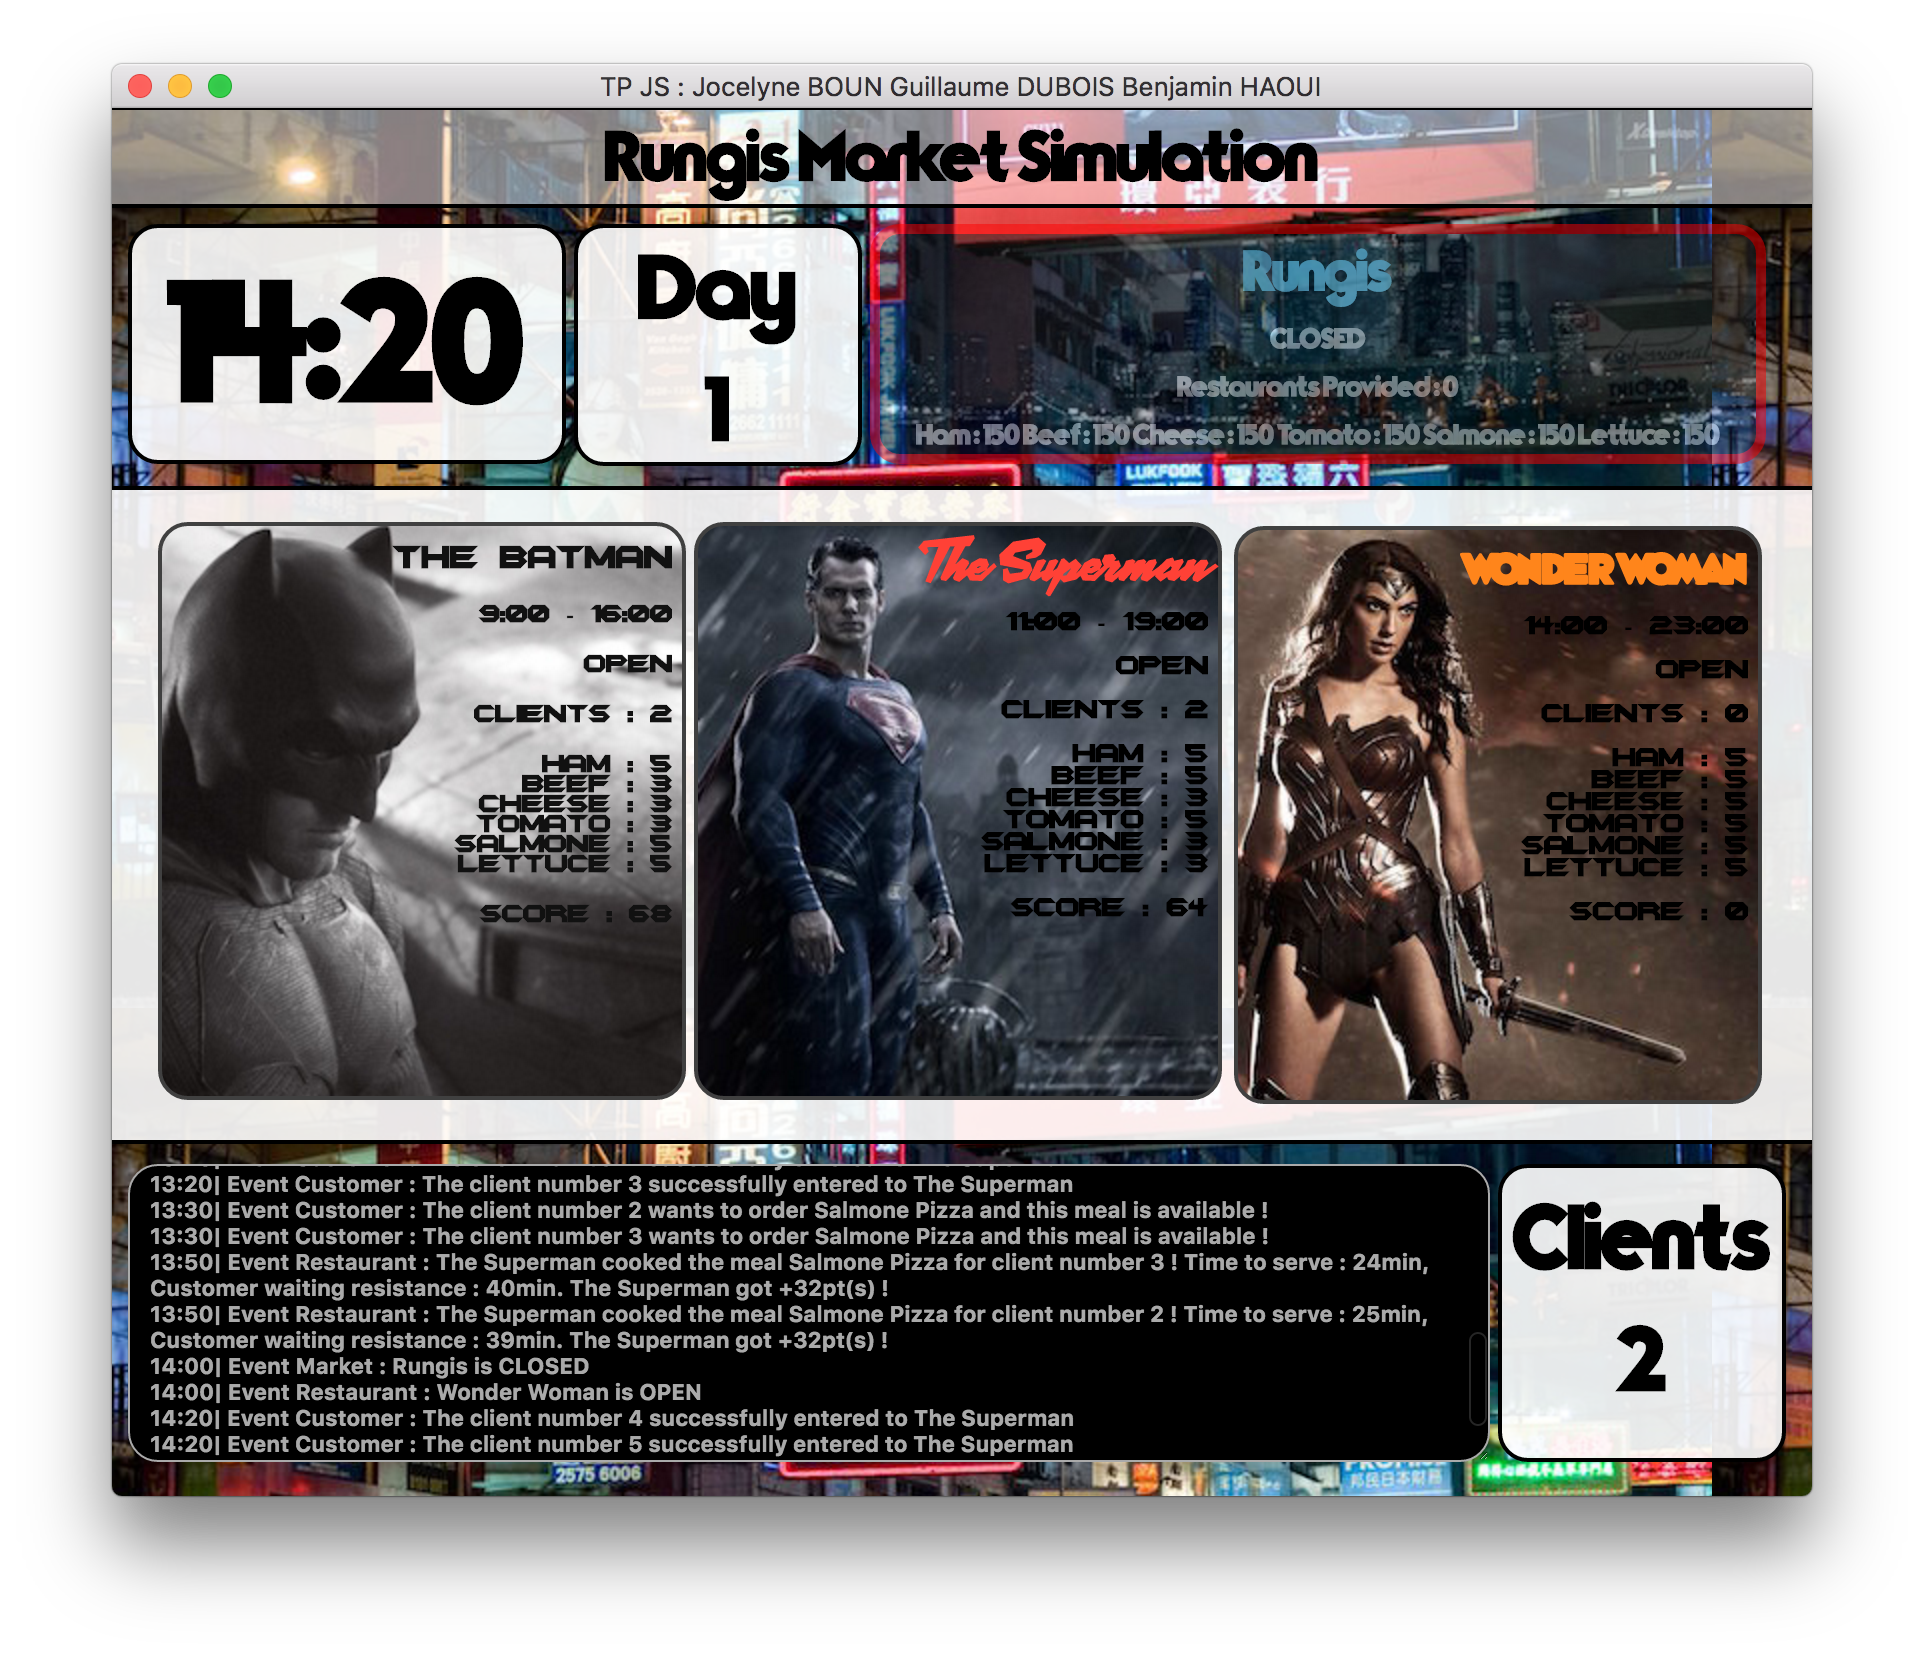 TP JS : Jocelyne BOUN Guillaume DUBOIS Benjamin HAOUI
Rungis Market Simulation
環亞表行
14:20
Day
1
Rungis
CLOSED
Restaurants Provided : 0
Ham : 150 Beef : 150 Cheese : 150 Tomato : 150 Salmone : 150 Lettuce : 150
LUKFOOK
THE BATMAN
9:00 - 16:00
OPEN
CLIENTS : 2
HAM : 5
BEEF : 3
CHEESE : 3
TOMATO : 3
SALMONE : 5
LETTUCE : 5
SCORE : 68
The Superman
11:00 - 19:00
OPEN
CLIENTS : 2
HAM : 5
BEEF : 5
CHEESE : 3
TOMATO : 5
SALMONE : 3
LETTUCE : 3
SCORE : 64
WONDER WOMAN
14:00 - 23:00
OPEN
CLIENTS : 0
HAM : 5
BEEF : 5
CHEESE : 5
TOMATO : 5
SALMONE : 5
LETTUCE : 5
SCORE : 0
13:20| Event Customer : The client number 3 successfully entered to The Superman
13:30| Event Customer : The client number 2 wants to order Salmone Pizza and this meal is available !
13:30| Event Customer : The client number 3 wants to order Salmone Pizza and this meal is available !
13:50| Event Restaurant : The Superman cooked the meal Salmone Pizza for client number 3 ! Time to serve : 24min,
Customer waiting resistance : 40min. The Superman got +32pt(s) !
13:50| Event Restaurant : The Superman cooked the meal Salmone Pizza for client number 2 ! Time to serve : 25min,
Customer waiting resistance : 39min. The Superman got +32pt(s) !
14:00| Event Market : Rungis is CLOSED
14:00| Event Restaurant : Wonder Woman is OPEN
14:20| Event Customer : The client number 4 successfully entered to The Superman
14:20| Event Customer : The client number 5 successfully entered to The Superman
Clients
2
2575 6006